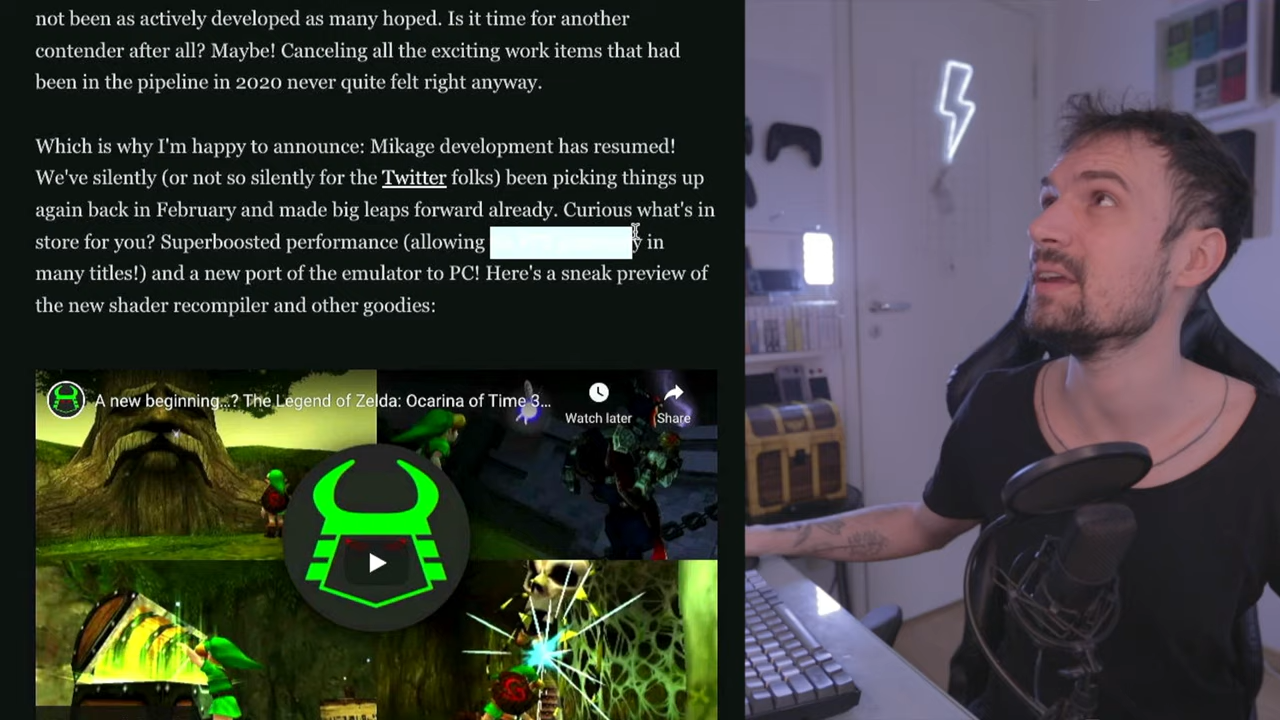 not been as actively developed as many hoped. Is it time for another
contender after all? Maybe! Canceling all the exciting work items that had
been in the pipeline in 2020 never quite felt right anyway.
Which is why I'm happy to announce: Mikage development has resumed!
We've silently (or not so silently for the Twitter folks) been picking things up
again back in February and made big leaps forward already. Curious what's in
store for you? Superboosted performance (allowing in
many titles!) and a new port of the emulator to PC! Here's a sneak preview of
the new shader recompiler and other goodies:
A new beginning...? The Legend of Zelda: Ocarina of Time 3...
Watch later
Share